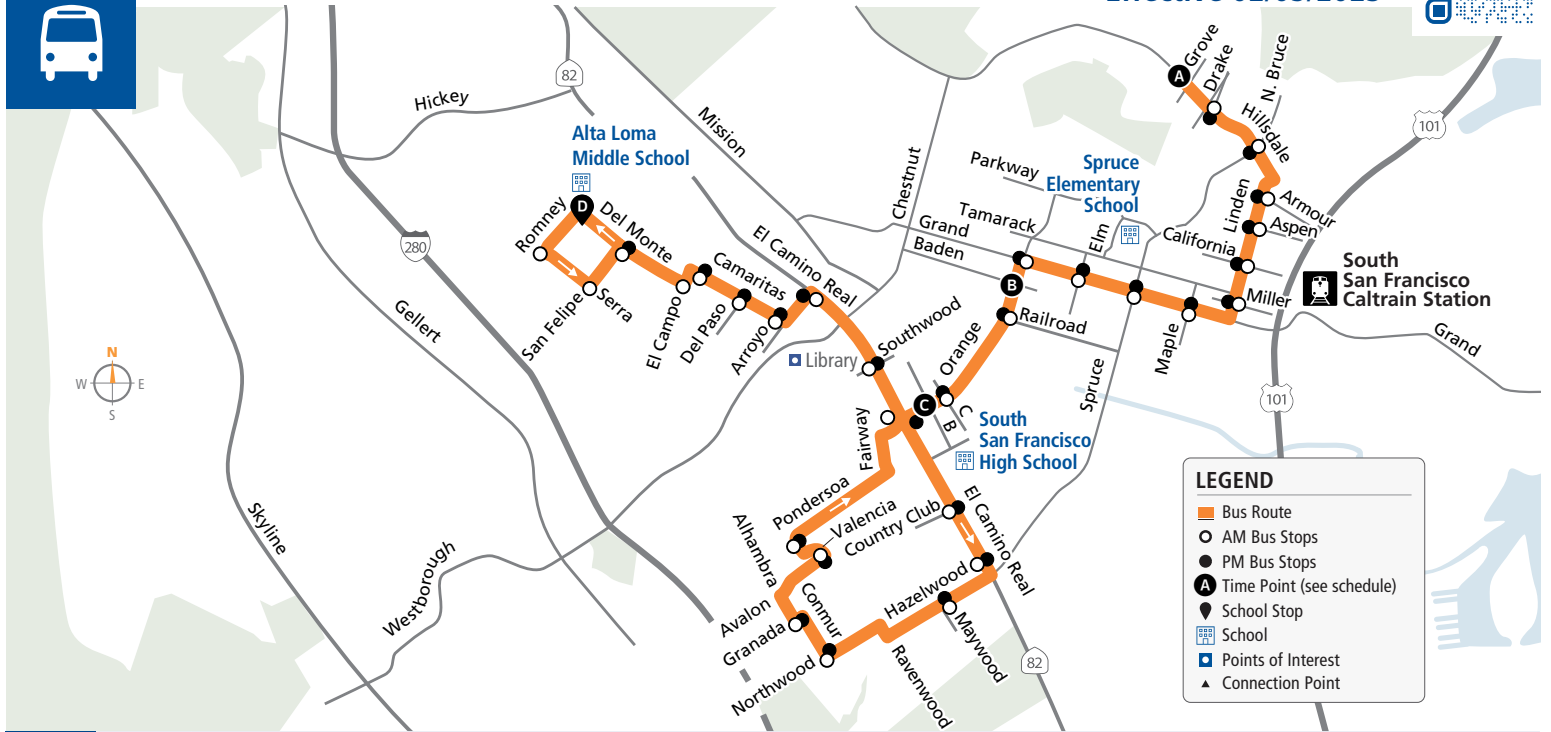 82
Hickey
Mission
Alta Loma
Middle School
Chestnut
Grove
A
Drake
N. Bruce
Hillsdale
101
Parkway
Spruce
Elementary
School
Tamarack
Grand
Baden
Elm
Linden
Armour
Aspen
California
Miller
South
San Francisco
Caltrain Station
Grand
Romney
D
Del Monte
280
El Camino Real
Camaritas
B
Serra
San Felipe
El Campo
Del Paso
Arroyo
Gellert
Library
Southwood
Orange
Railroad
Maple
Spruce
101
N
W
E
S
C
C
B
South
San Francisco
High School
Fairway
Pondersoa
Valencia
Country Club
El Camino Real
Alhambra
Skyline
Westborough
Avalon
Granada
Conmur
Hazelwood
Northwood
Maywood
Ravenwood
82
LEGEND
Bus Route
AM Bus Stops
PM Bus Stops
A
Time Point (see schedule)
School Stop
School
Points of Interest
Connection Point